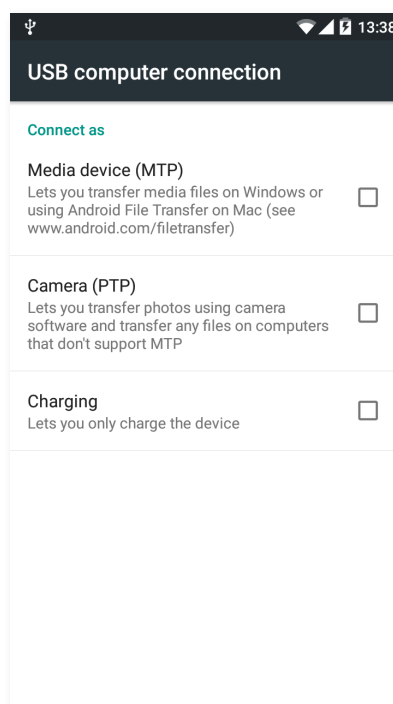 13:38
USB computer connection
Connect as
Media device (MTP)
Lets you transfer media files on Windows or
using Android File Transfer on Mac (see
www.android.com/filetransfer)
Camera (PTP)
Lets you transfer photos using camera
software and transfer any files on computers
that don't support MTP
Charging
Lets you only charge the device